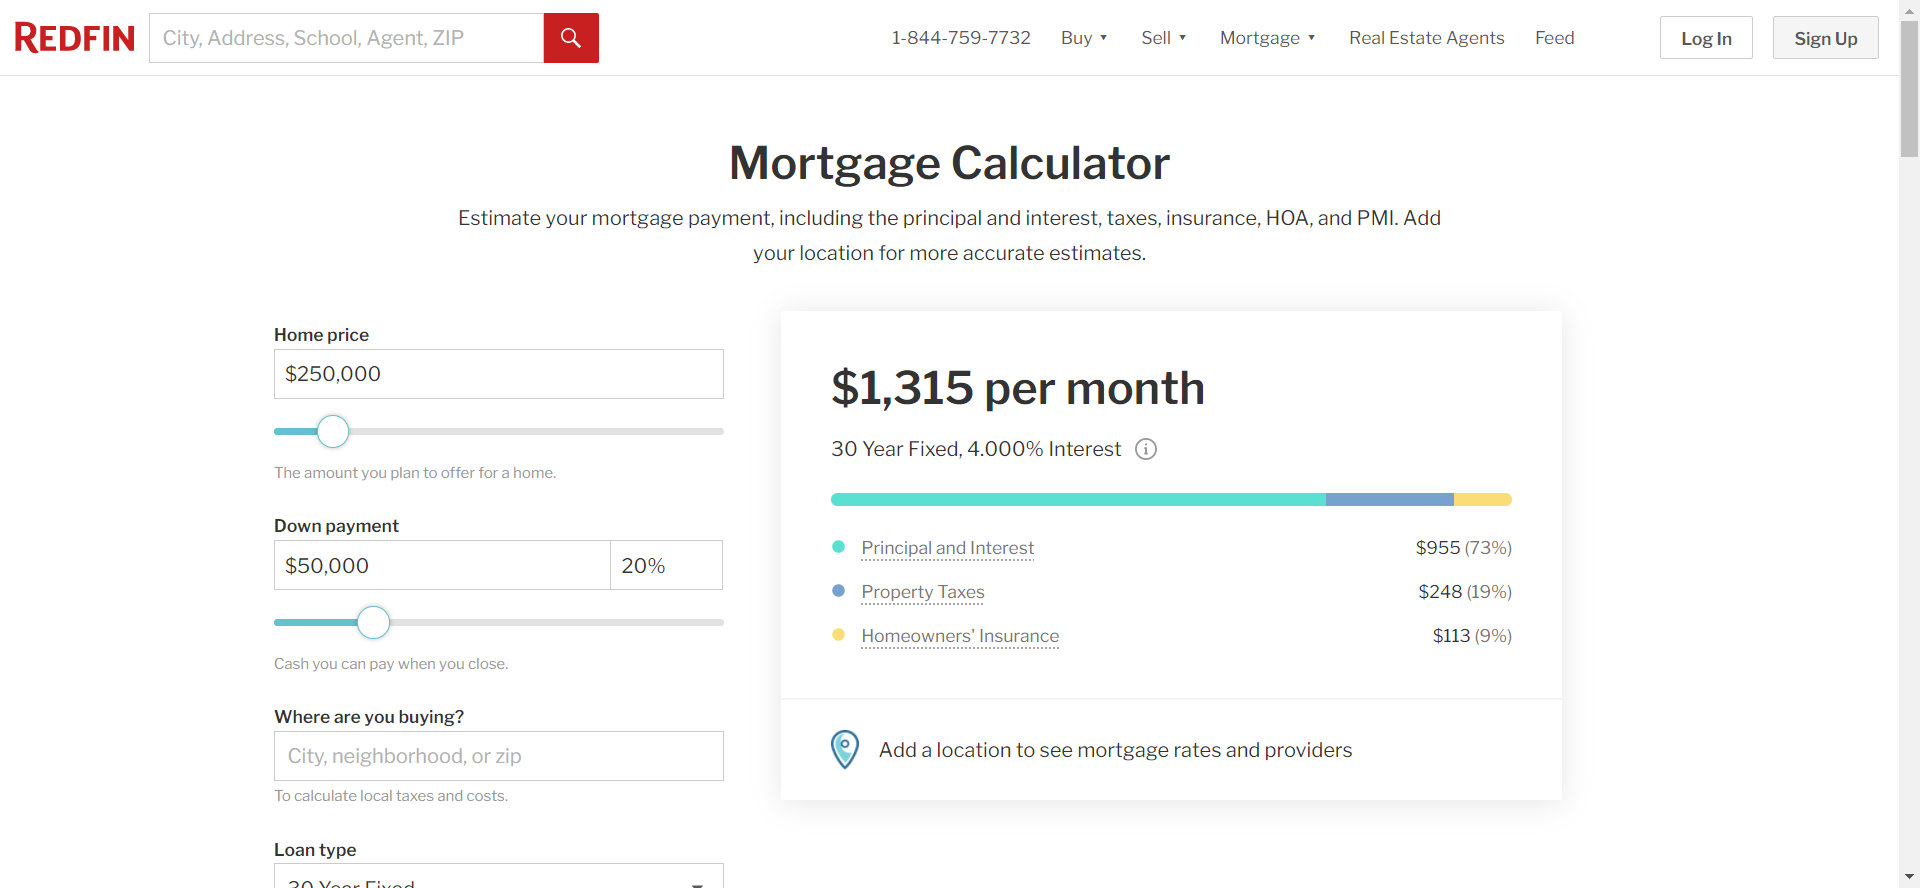 REDFIN
City, Address, School, Agent, ZIP
1-844-759-7732
Buy
Sell
Mortgage
Real Estate Agents
Feed
Log In
Sign Up
Mortgage Calculator
Estimate your mortgage payment, including the principal and interest, taxes, insurance, HOA, and PMI. Add
your location for more accurate estimates.
Home price
$250,000
The amount you plan to offer for a home.
Down payment
$50,000
20%
Cash you can pay when you close.
Where are you buying?
City, neighborhood, or zip
To calculate local taxes and costs.
Loan type
30 Year Fixed
$1,315 per month
30 Year Fixed, 4.000% Interest
Principal and Interest
$955 (73%)
Property Taxes
$248 (19%)
Homeowners' Insurance
$113 (9%)
Add a location to see mortgage rates and providers